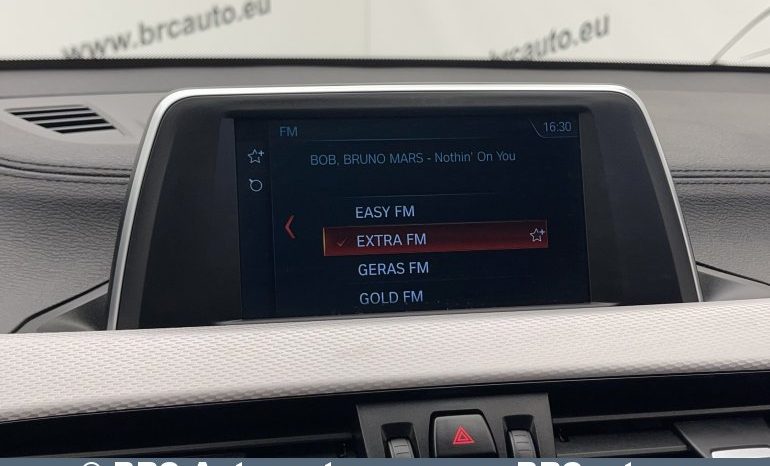 www.brcauto.eu
www.brcauto.eu
FM 16:30
BOB, BRUNO MARS - Nothin' On You
EASY FM
EXTRA FM
GERAS FM
GOLD FM